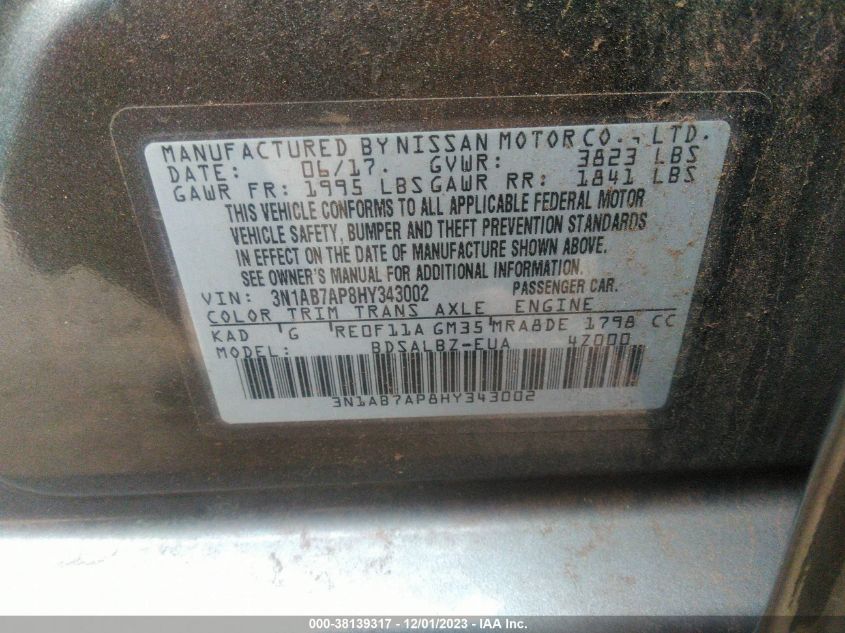 MANUFACTURED BY NISSAN MOTOR CO., LTD.
DATE: 06/17. GVWR: 3823 LBS
GAWR FR: 1995 LBS GAWR RR: 1841 LBS
THIS VEHICLE CONFORMS TO ALL APPLICABLE FEDERAL MOTOR
VEHICLE SAFETY, BUMPER AND THEFT PREVENTION STANDARDS
IN EFFECT ON THE DATE OF MANUFACTURE SHOWN ABOVE.
SEE OWNER'S MANUAL FOR ADDITIONAL INFORMATION.
VIN: 3N1AB7AP8HY343002 PASSENGER CAR.
COLOR TRIM TRANS AXLE ENGINE
KAD G RE0F11A GM35 MRA8DE 1798 CC
MODEL: BDSALBZ-EUA 4Z000
3N1AB7AP8HY343002
000-38139317 - 12/01/2023 - IAA Inc.